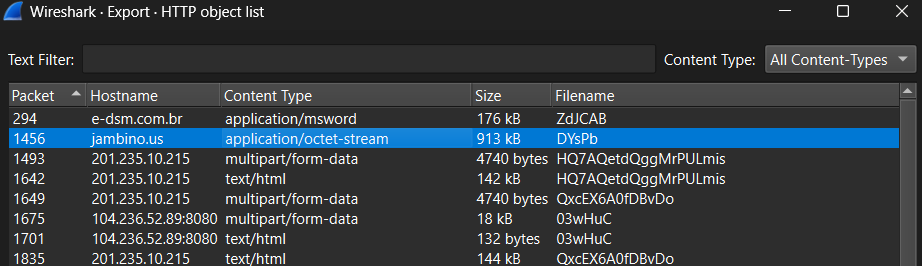 Wireshark · Export · HTTP object list
Text Filter: Content Type: All Content-Types
Packet Hostname Content Type Size Filename
294 e-dsm.com.br application/msword 176 kB ZdJCAB
1456 jambino.us application/octet-stream 913 kB DYsPb
1493 201.235.10.215 multipart/form-data 4740 bytes HQ7AQetdQggMrPULmis
1642 201.235.10.215 text/html 142 kB HQ7AQetdQggMrPULmis
1649 201.235.10.215 multipart/form-data 4740 bytes QxcEX6A0fDBvDo
1675 104.236.52.89:8080 multipart/form-data 18 kB 03wHuC
1701 104.236.52.89:8080 text/html 132 bytes 03wHuC
1835 201.235.10.215 text/html 144 kB QxcEX6A0fDBvDo